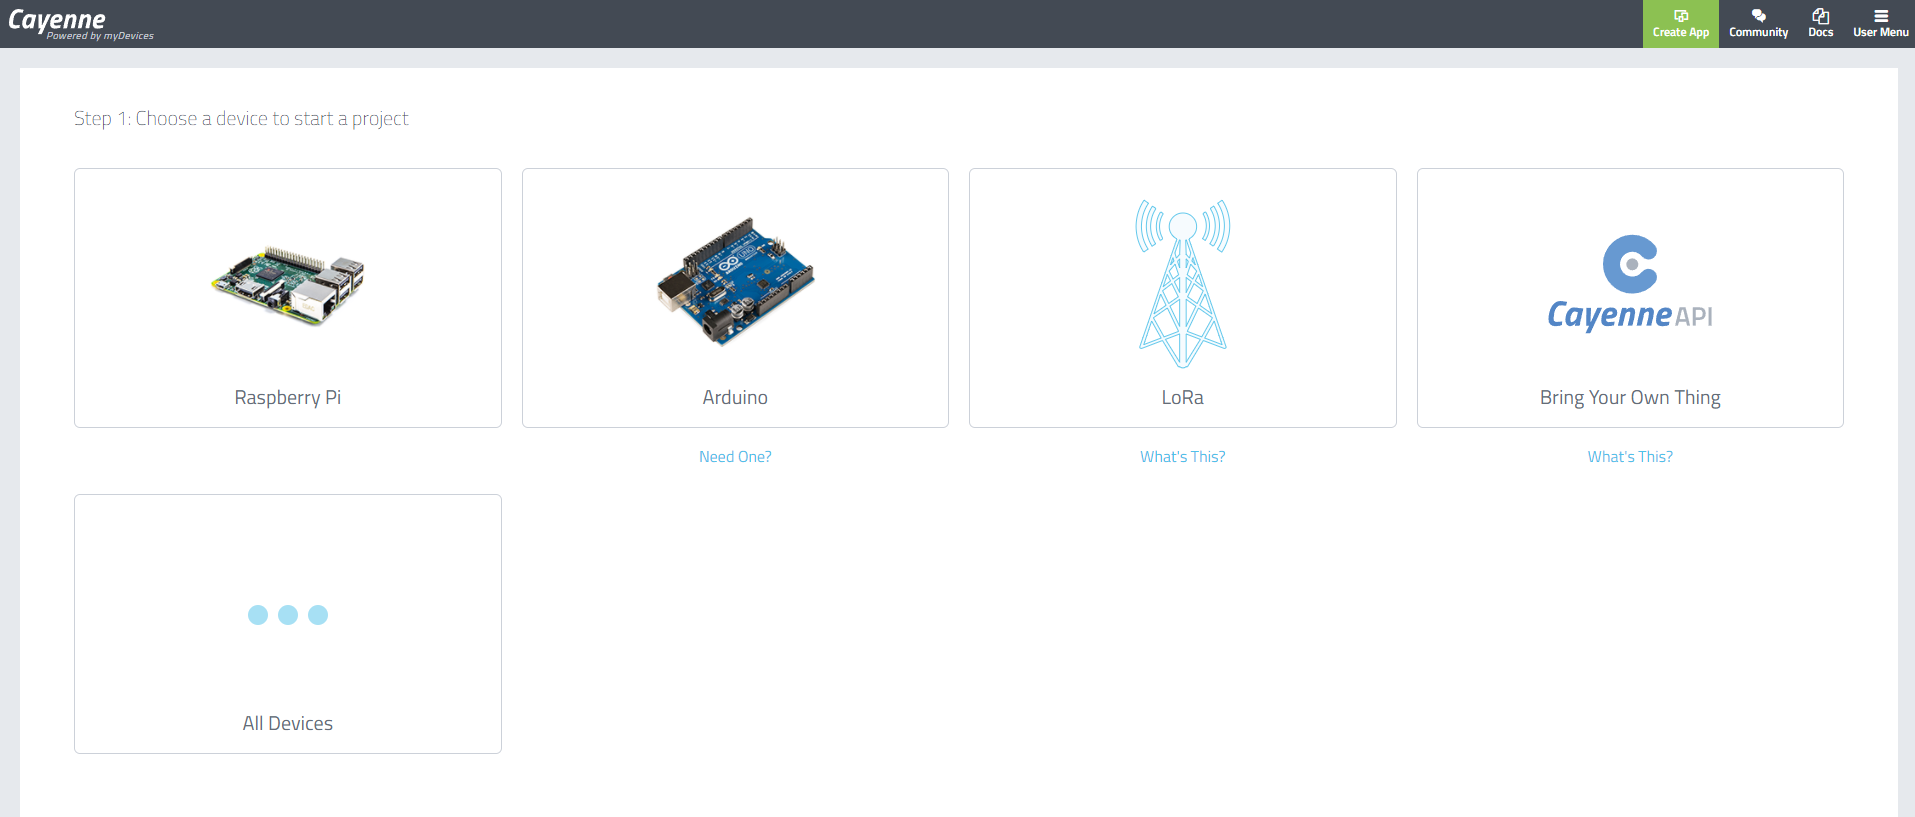 Cayenne
Powered by myDevices
Create App
Community
Docs
User Menu
Step 1: Choose a device to start a project
UNO
Cayenne API
Raspberry Pi
Arduino
LoRa
Bring Your Own Thing
Need One?
What's This?
What's This?
All Devices